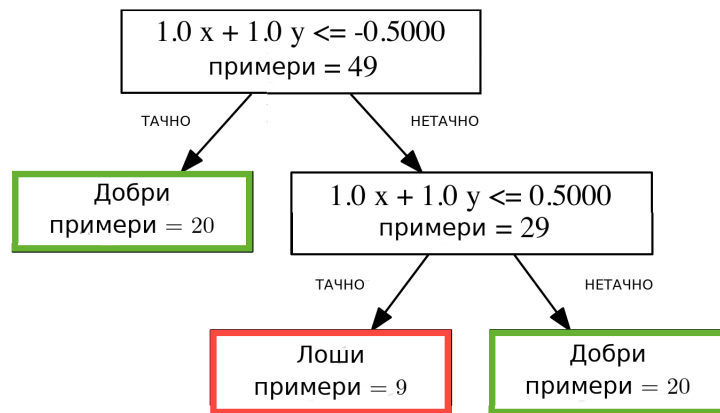 1.0 x + 1.0 y <= -0.5000
примери = 49
ТАЧНО
НЕТАЧНО
Добри
примери = 20
1.0 x + 1.0 y <= 0.5000
примери = 29
ТАЧНО
НЕТАЧНО
Лоши
примери = 9
Добри
примери = 20